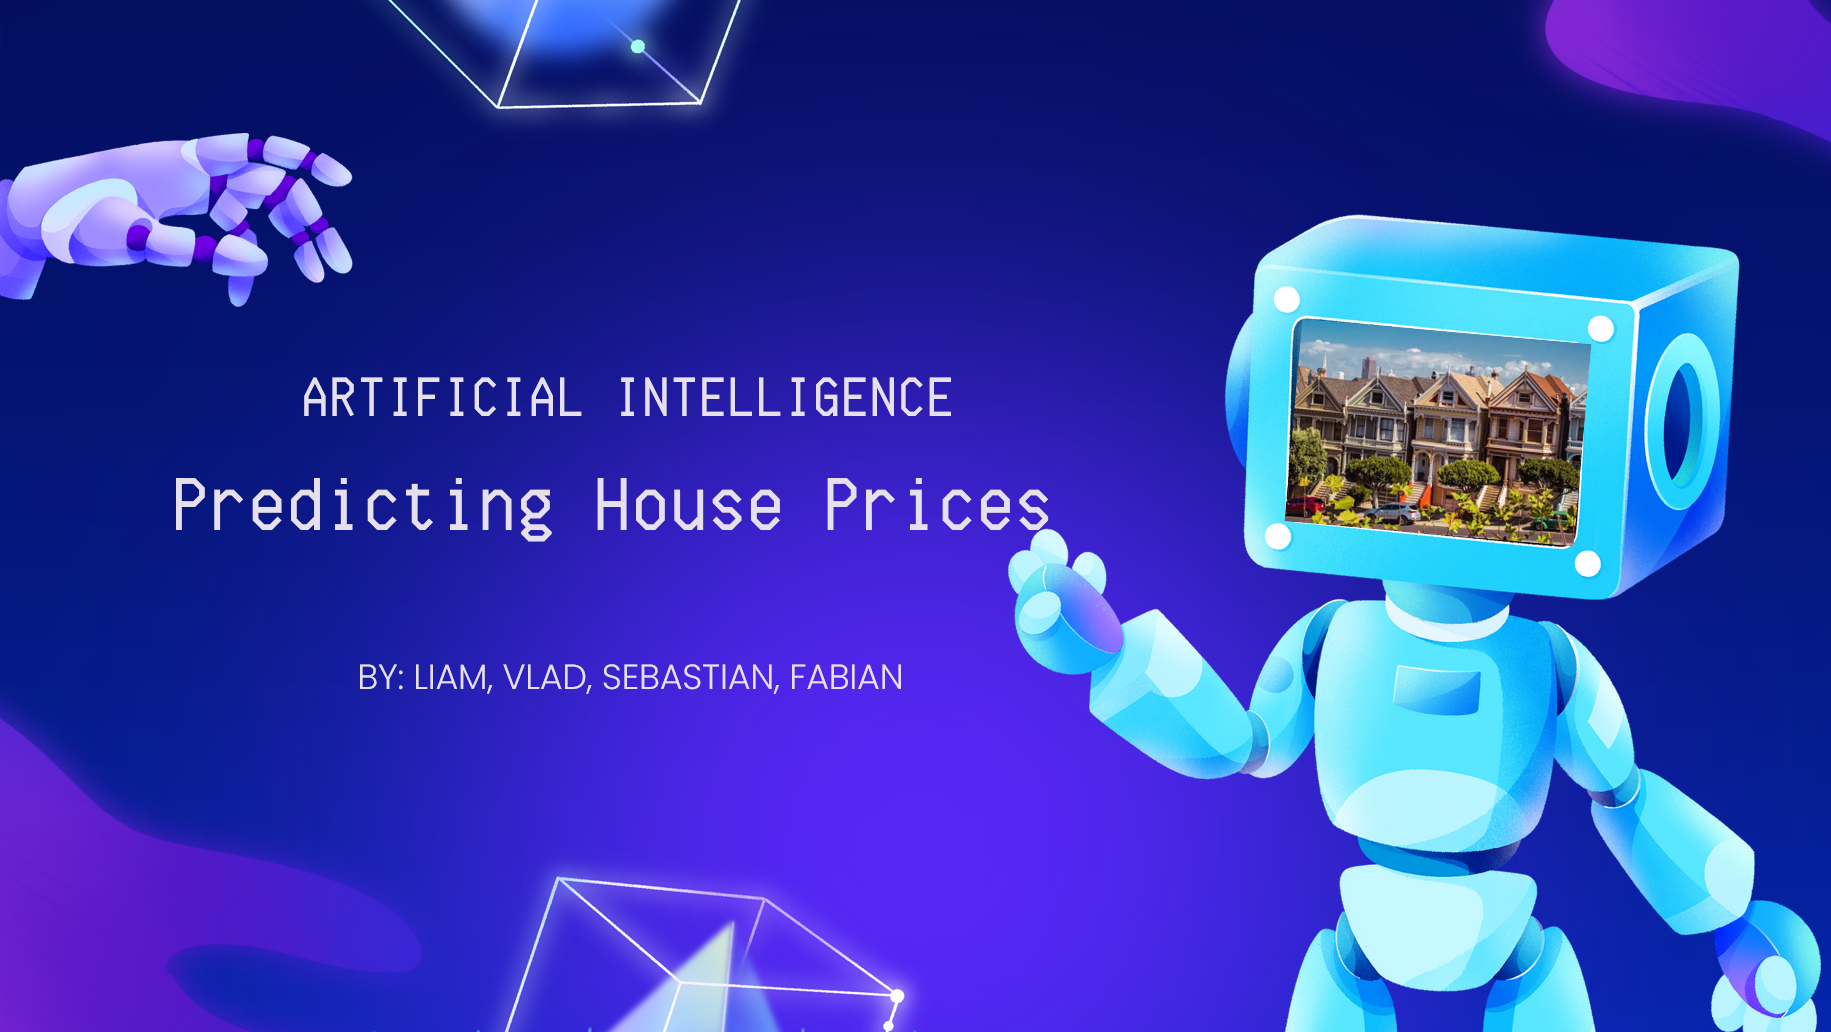 ARTIFICIAL INTELLIGENCE
Predicting House Prices
BY: LIAM, VLAD, SEBASTIAN, FABIAN